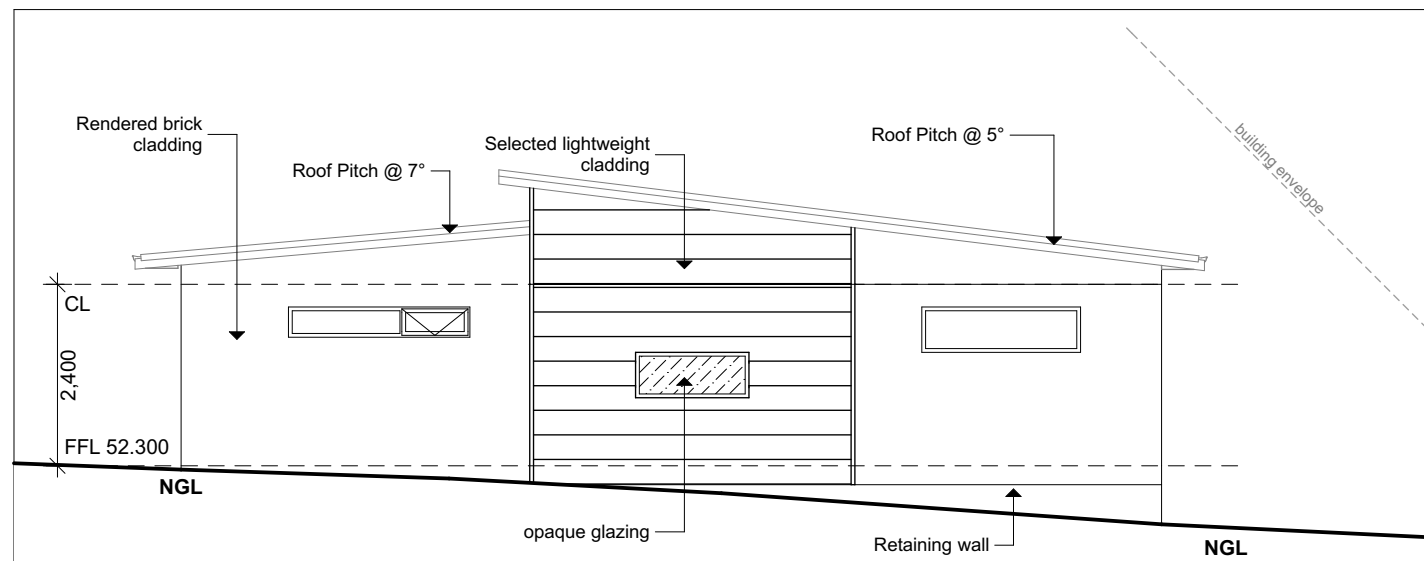 Rendered brick
cladding
Roof Pitch @ 7°
Selected lightweight
cladding
Roof Pitch @ 5°
building envelope
CL
2,400
FFL 52.300
NGL
opaque glazing
Retaining wall
NGL